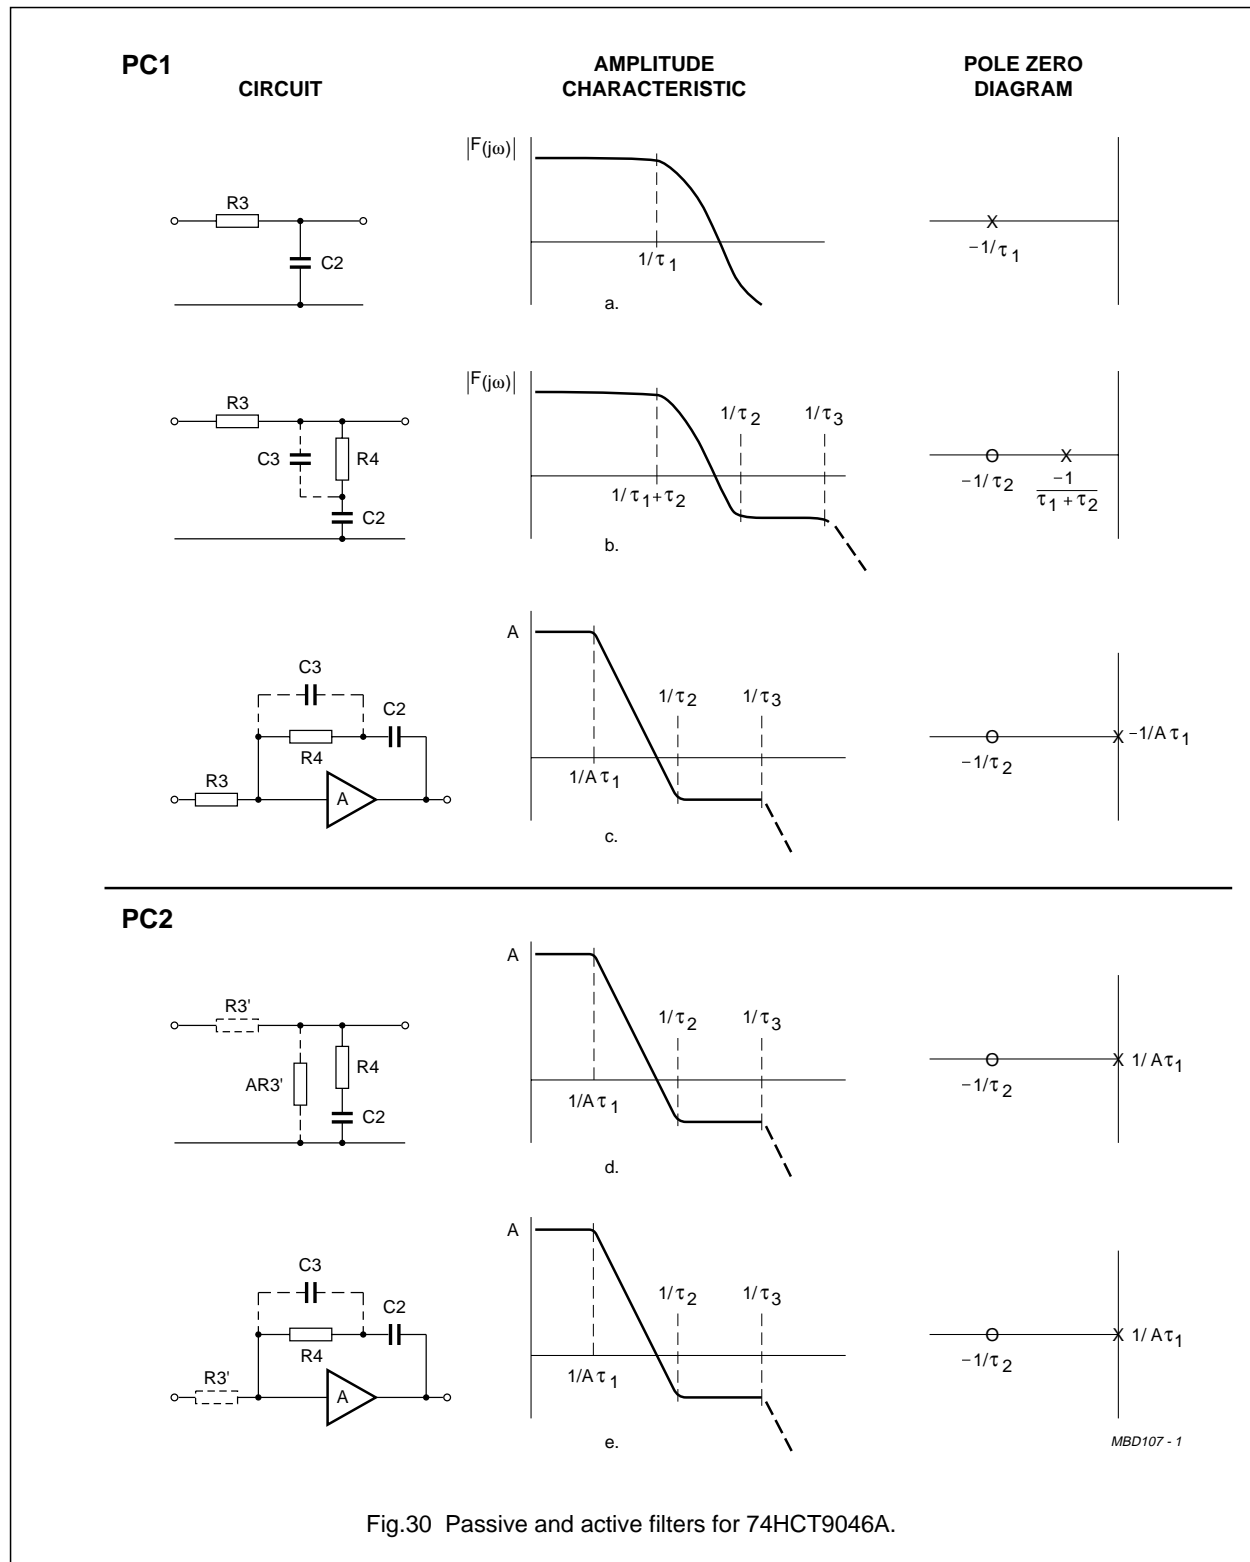 PC1
CIRCUIT
AMPLITUDE
CHARACTERISTIC
POLE ZERO
DIAGRAM
|F(jω)|
R3
C2
1/τ1
a.
X
−1/τ1
|F(jω)|
R3
C3
R4
C2
1/τ1+τ2
1/τ2
1/τ3
b.
O
X
−1/τ2
−1
τ1 + τ2
A
C3
C2
R4
R3
A
1/Aτ1
1/τ2
1/τ3
c.
O
X
−1/Aτ1
−1/τ2
PC2
A
R3'
AR3'
R4
C2
1/Aτ1
1/τ2
1/τ3
d.
O
X
1/Aτ1
−1/τ2
A
C3
C2
R4
R3'
A
1/Aτ1
1/τ2
1/τ3
e.
O
X
1/Aτ1
−1/τ2
MBD107 - 1
Fig.30 Passive and active filters for 74HCT9046A.